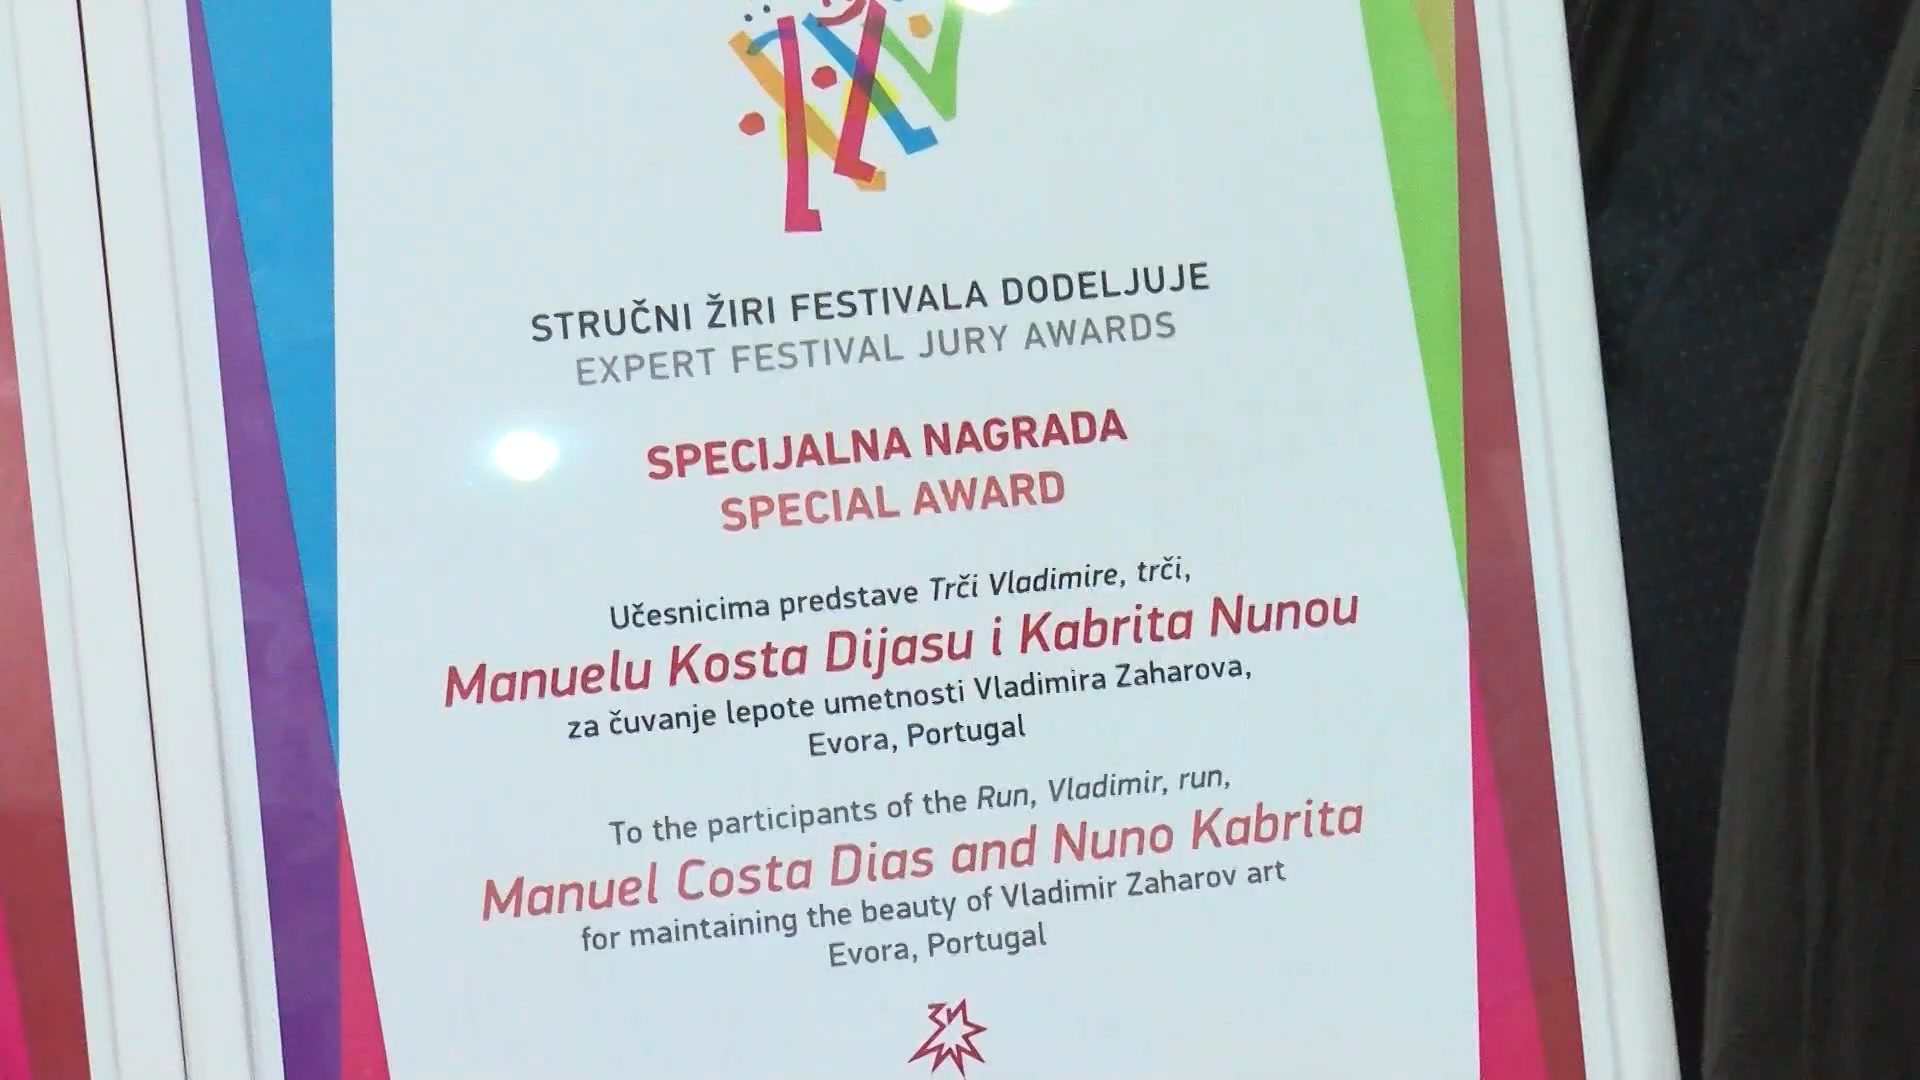 STRUČNI ŽIRI FESTIVALA DODELJUJE
EXPERT FESTIVAL JURY AWARDS
SPECIJALNA NAGRADA
SPECIAL AWARD
Učesnicima predstave Trči Vladimire, trči,
Manuelu Kosta Dijasu i Kabrita Nunou
za čuvanje lepote umetnosti Vladimira Zaharova,
Evora, Portugal
To the participants of the Run, Vladimir, run,
Manuel Costa Dias and Nuno Kabrita
for maintaining the beauty of Vladimir Zaharov art
Evora, Portugal